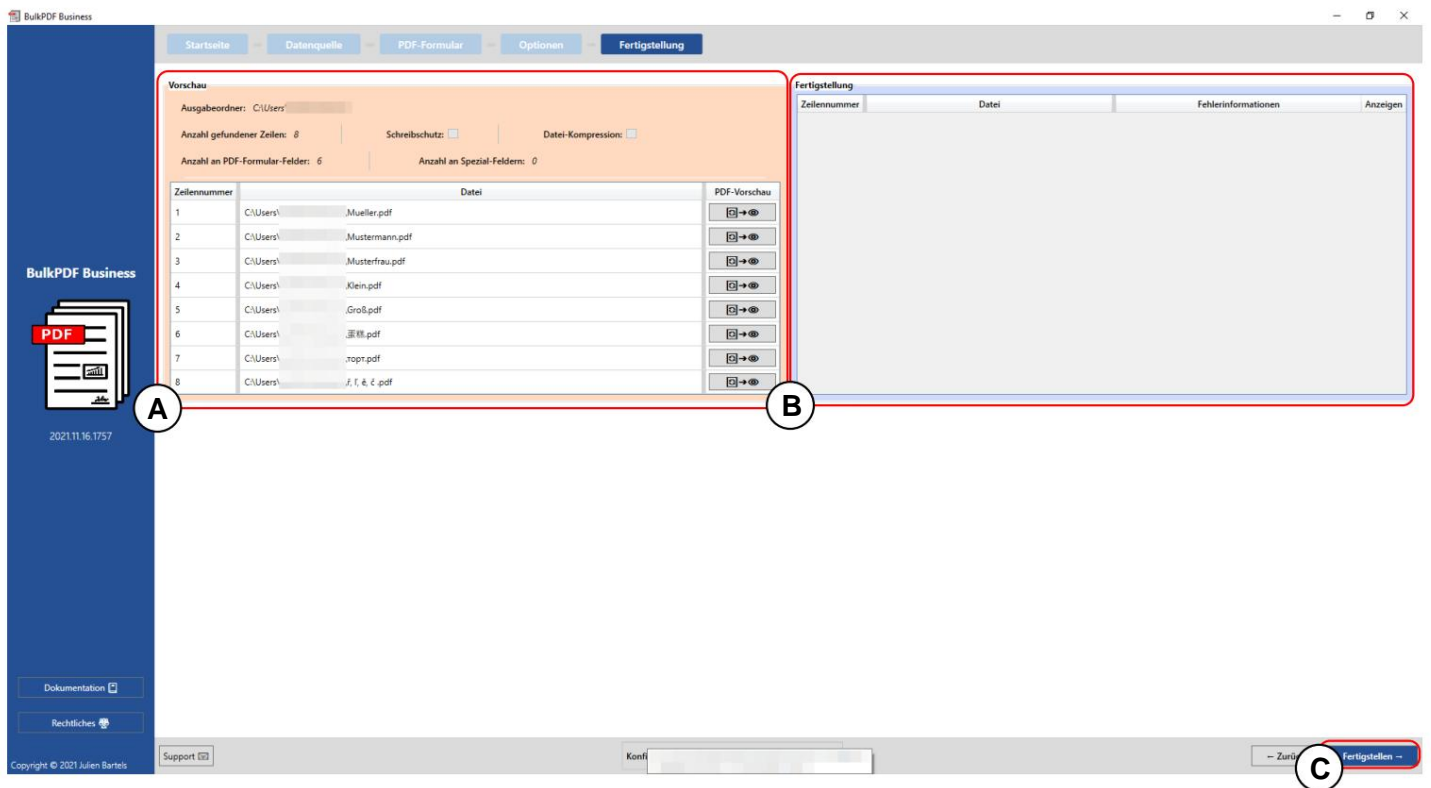 BulkPDF Business
Startseite Datenquelle PDF-Formular Optionen Fertigstellung
Vorschau
Ausgabeordner: C:\Users\
Anzahl gefundener Zeilen: 8 Schreibschutz: Datei-Kompression:
Anzahl an PDF-Formular-Felder: 6 Anzahl an Spezial-Feldern: 0
Zeilennummer Datei PDF-Vorschau
1 C:\Users\ Mueller.pdf
2 C:\Users\ Mustermann.pdf
3 C:\Users\ Musterfrau.pdf
4 C:\Users\ Klein.pdf
5 C:\Users\ Groß.pdf
6 C:\Users\ 蛋糕.pdf
7 C:\Users\ торт.pdf
8 C:\Users\ .pdf
Fertigstellung
Zeilennummer Datei Fehlerinformationen Anzeigen
A
B
BulkPDF Business
PDF
2021.11.16.1757
Dokumentation
Rechtliches
Copyright © 2021 Julien Bartels
Support
Fertigstellen →
C